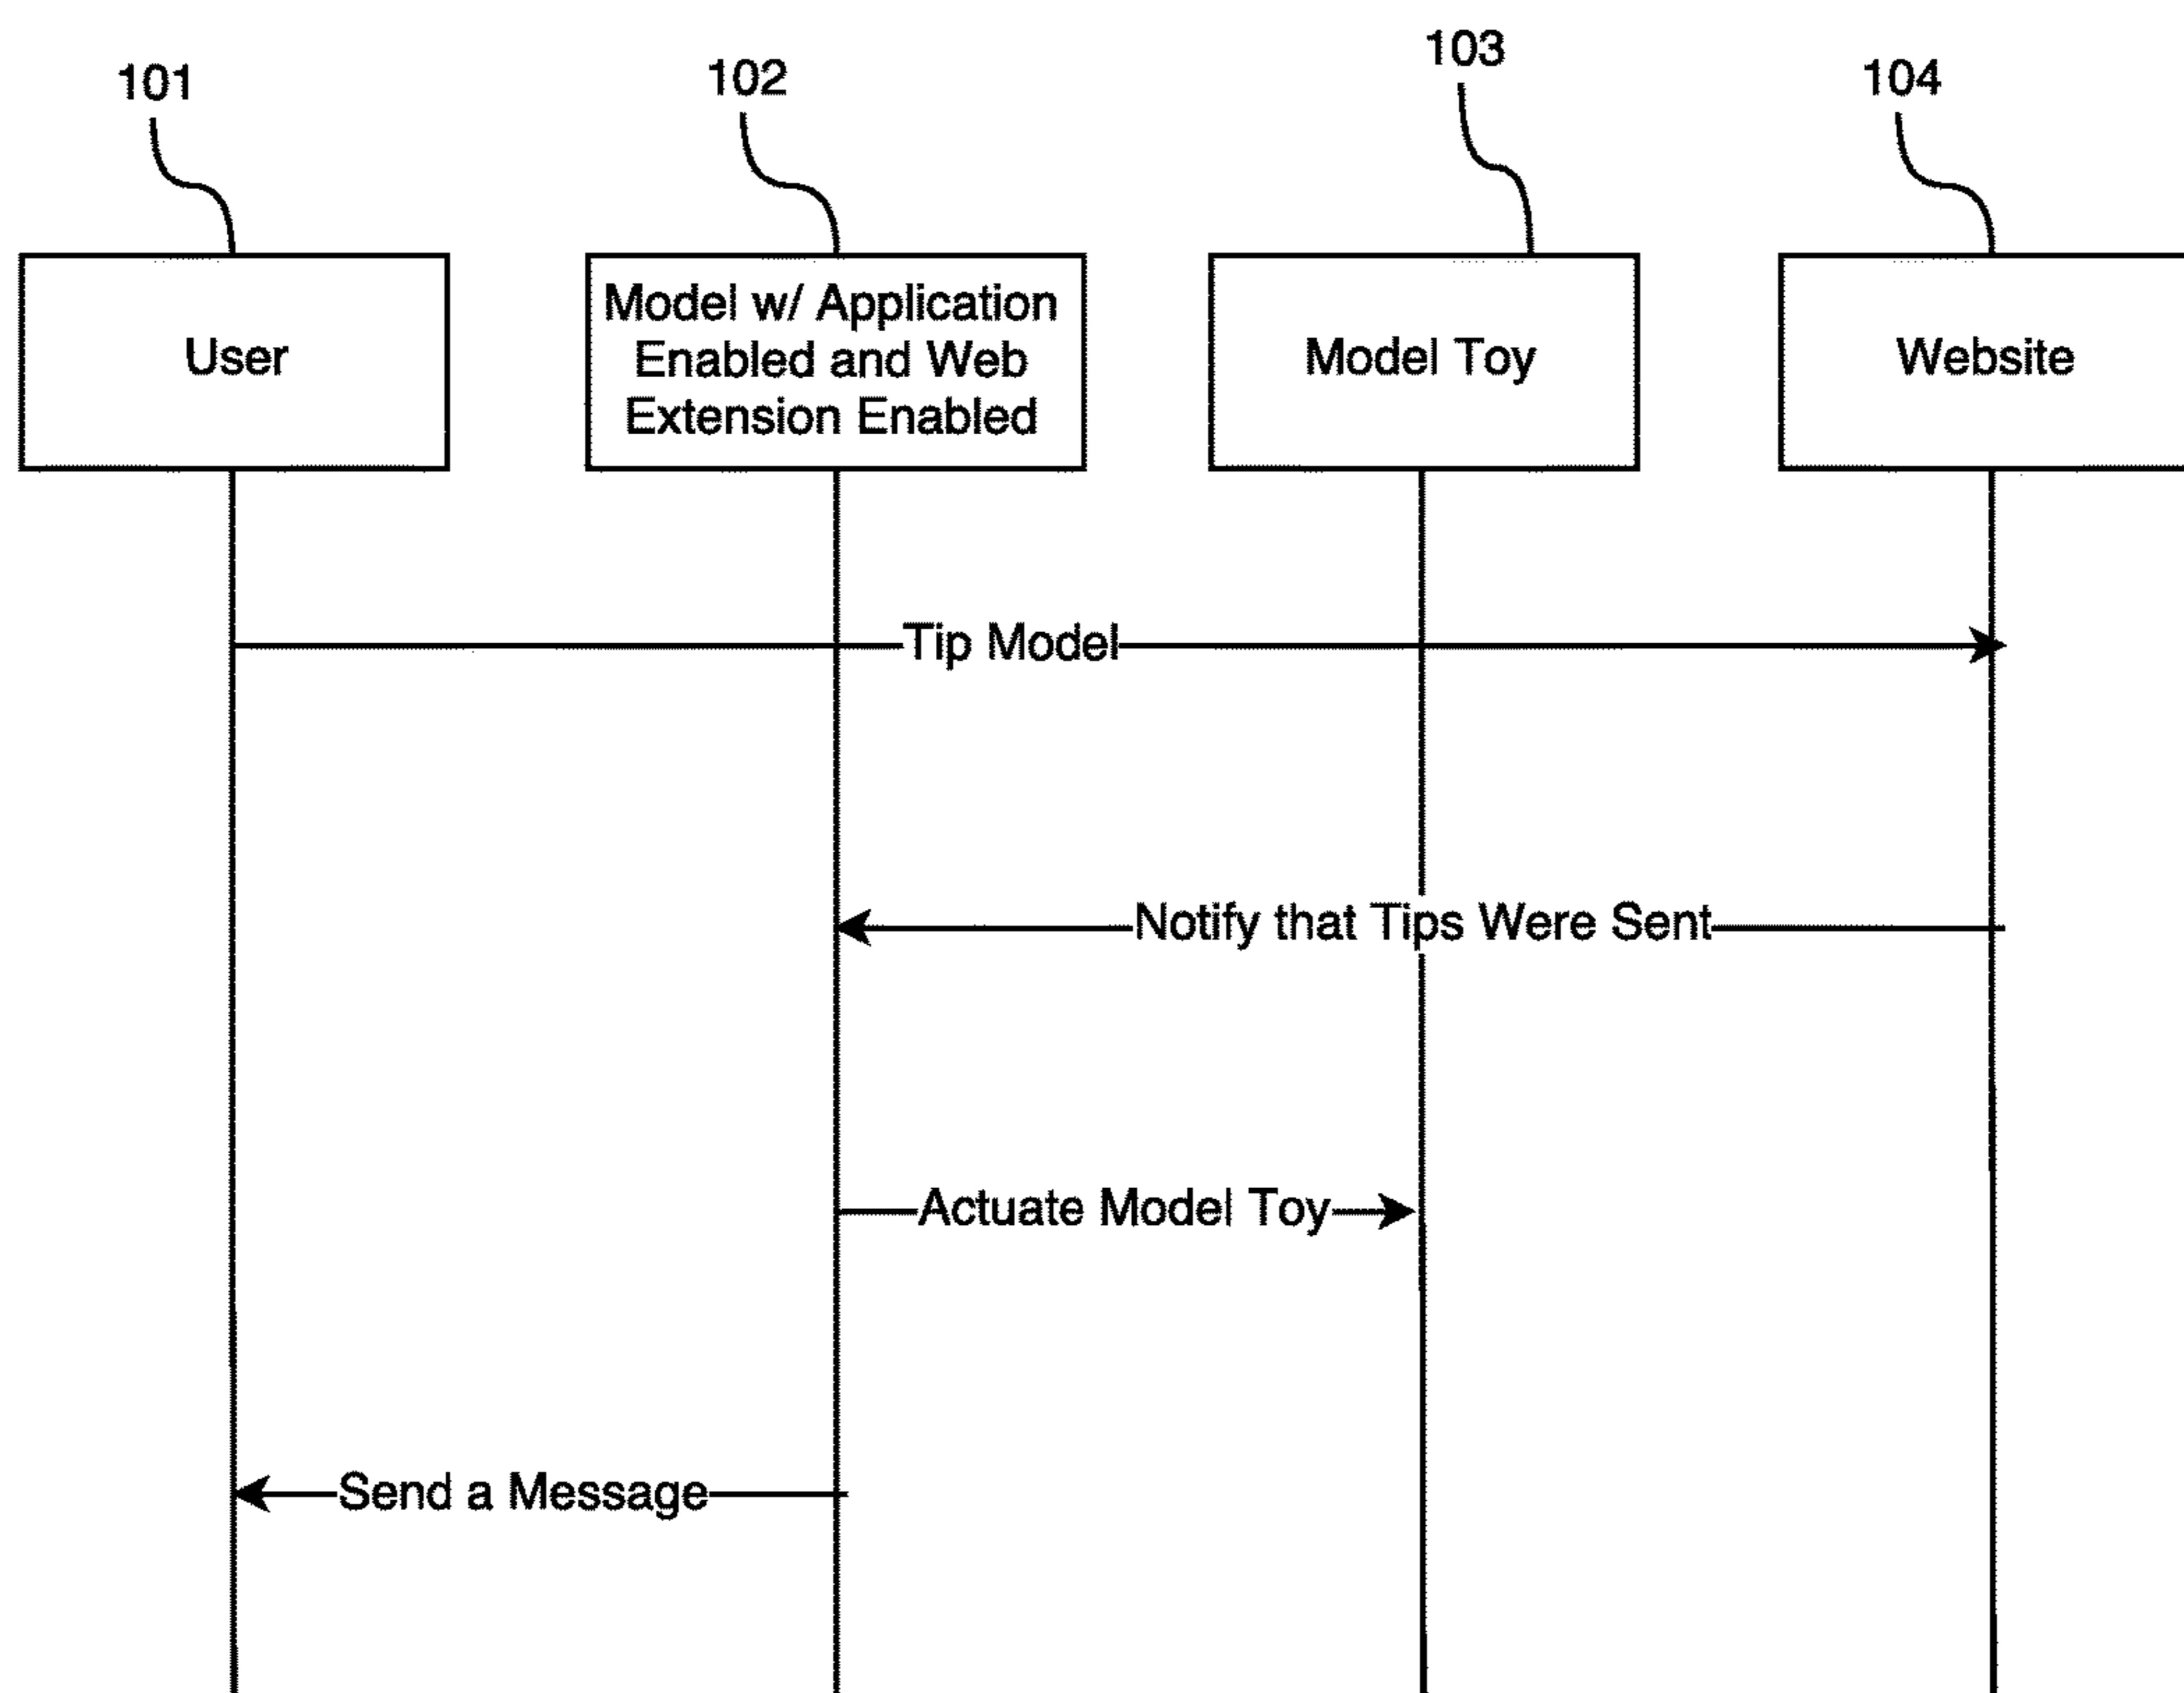 101
102
103
104
User
Model w/ Application
Enabled and Web
Extension Enabled
Model Toy
Website
Tip Model
Notify that Tips Were Sent
Actuate Model Toy
Send a Message